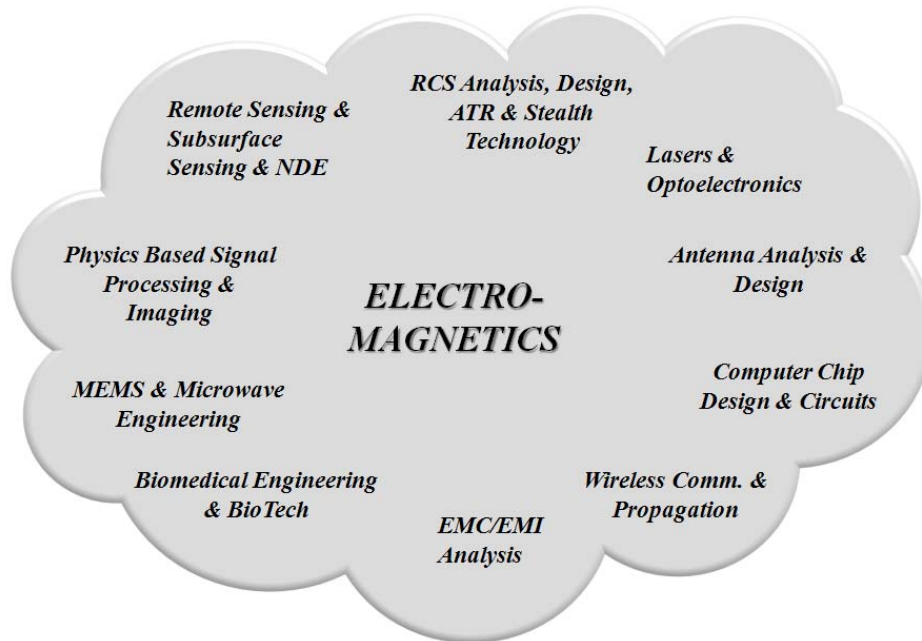 RCS Analysis, Design,
ATR & Stealth
Technology
Remote Sensing &
Subsurface
Sensing & NDE
Lasers &
Optoelectronics
Physics Based Signal
Processing &
Imaging
Antenna Analysis &
Design
ELECTRO-
MAGNETICS
MEMS & Microwave
Engineering
Computer Chip
Design & Circuits
Biomedical Engineering
& BioTech
Wireless Comm. &
Propagation
EMC/EMI
Analysis